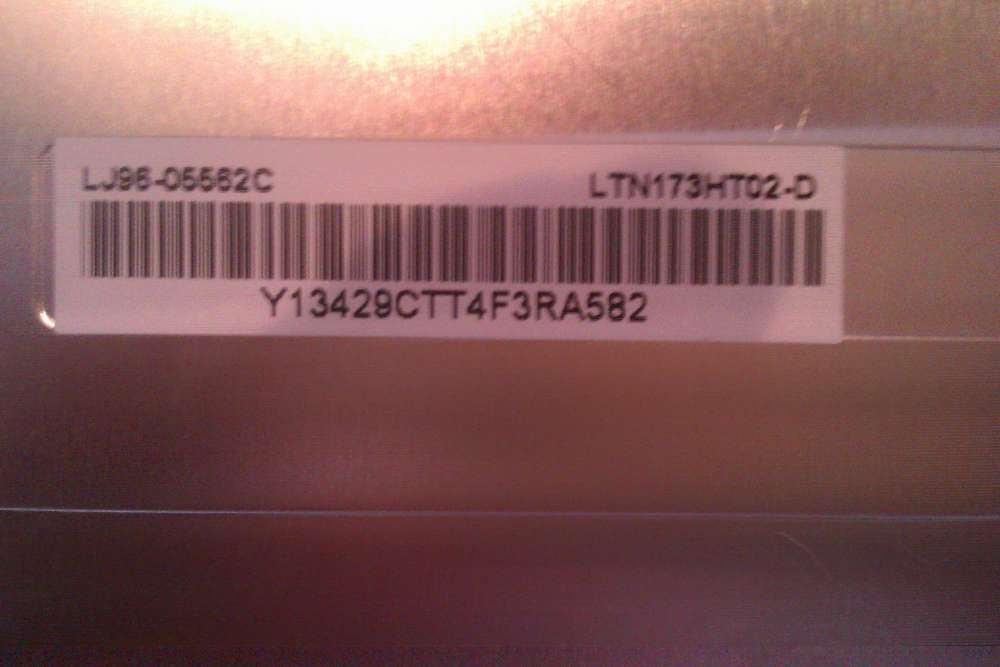 LJ96-05562C LTN173HT02-D
Y13429CTT4F3RA582